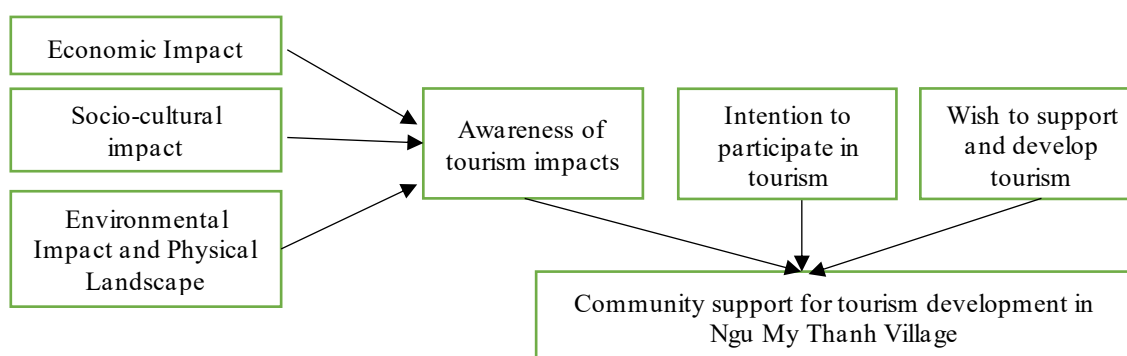 Economic Impact
Socio-cultural
impact
Environmental
Impact and Physical
Landscape
Awareness of
tourism impacts
Intention to
participate in
tourism
Wish to support
and develop
tourism
Community support for tourism development in
Ngu My Thanh Village